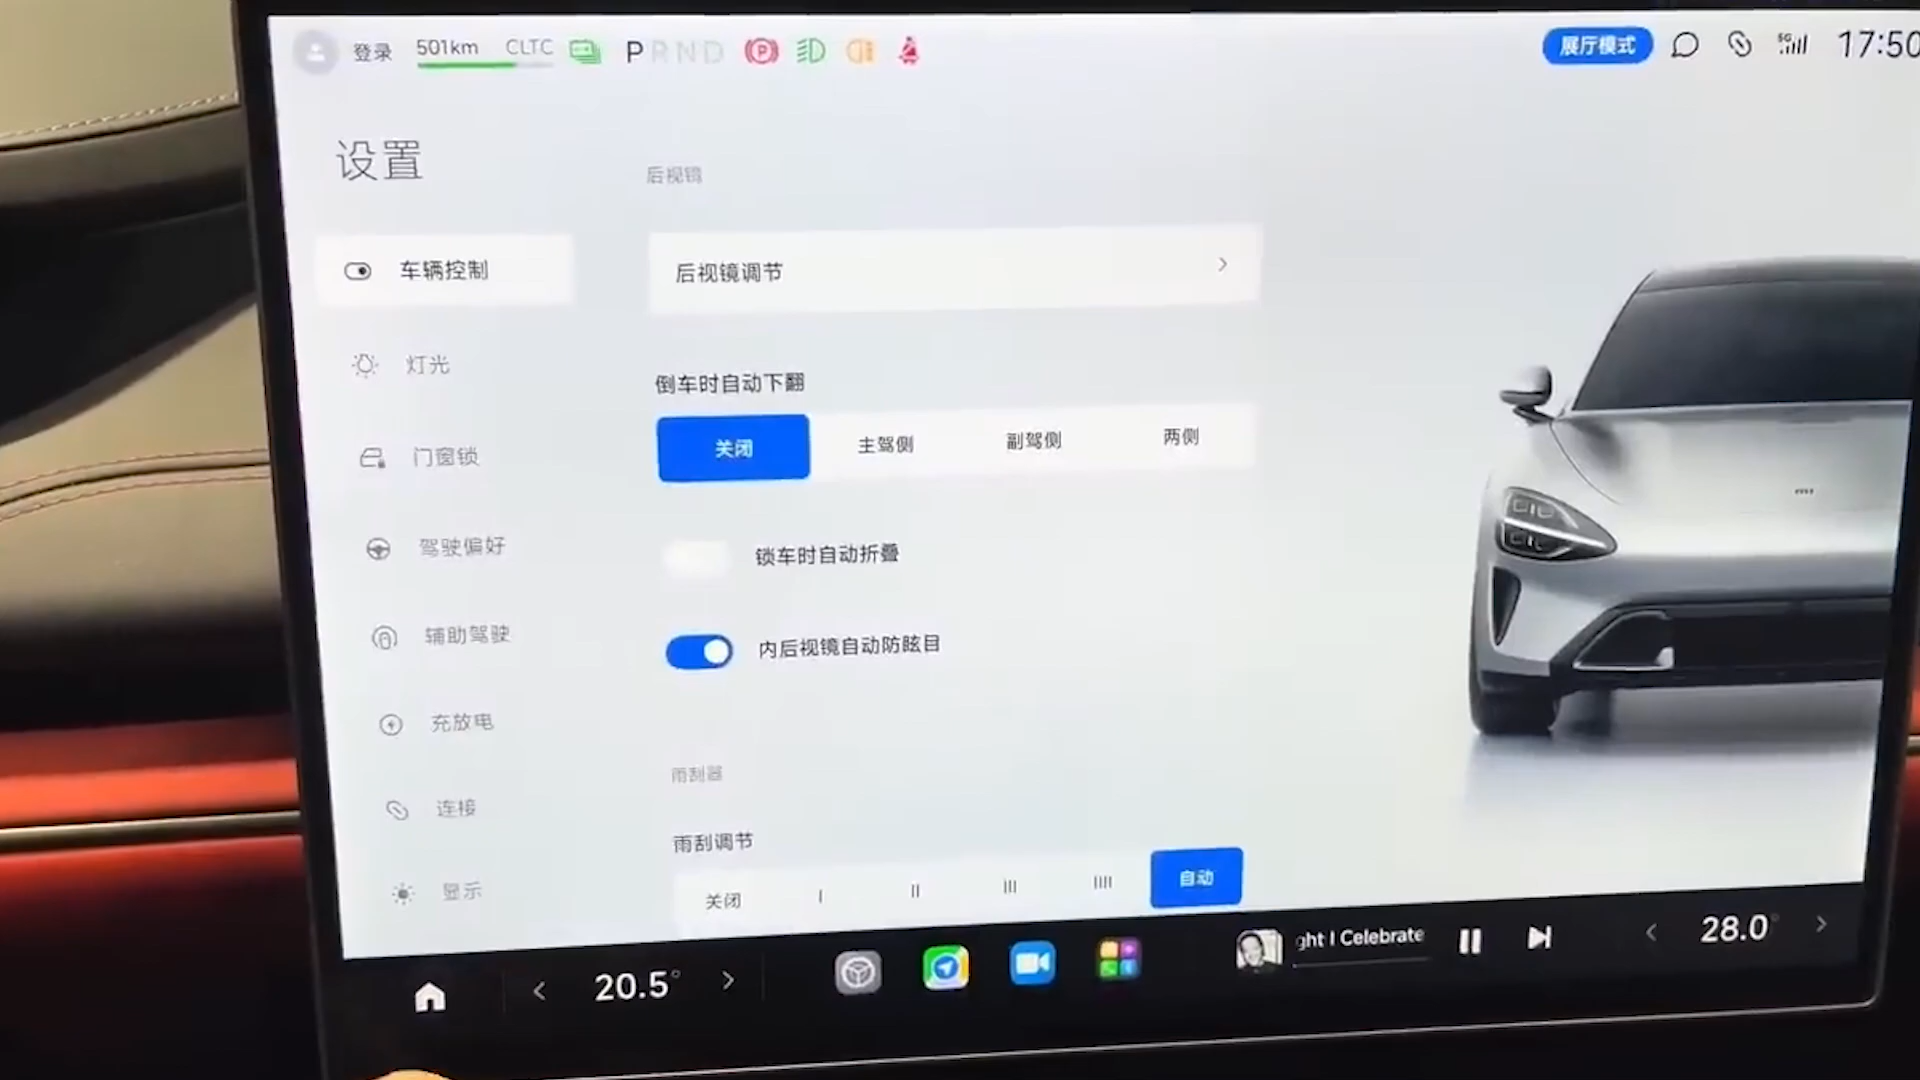 登录 501km CLTC P R N D 展厅模式 5G 17:50
设置
后视镜
车辆控制
后视镜调节
灯光
倒车时自动下翻
关闭 主驾侧 副驾侧 两侧
门窗锁
驾驶偏好
锁车时自动折叠
辅助驾驶
内后视镜自动防眩目
充放电
雨刮器
连接
雨刮调节
显示
关闭 I II III IIII 自动
20.5° ght I Celebrate 28.0°